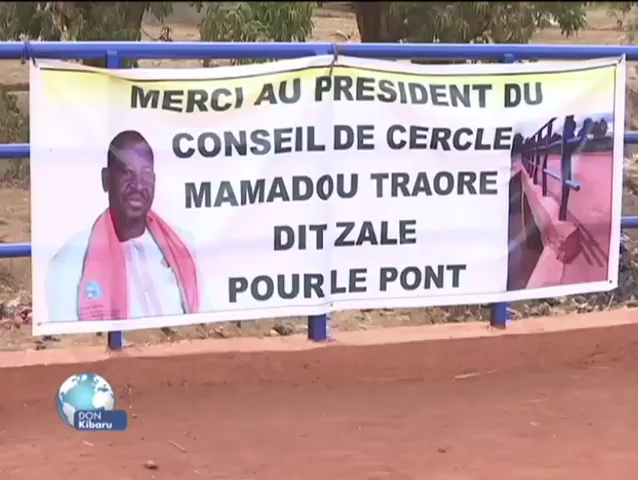 MERCI AU PRESIDENT DU
CONSEIL DE CERCLE
MAMADOU TRAORE
DIT ZALE
POUR LE PONT
DON
Kibaru